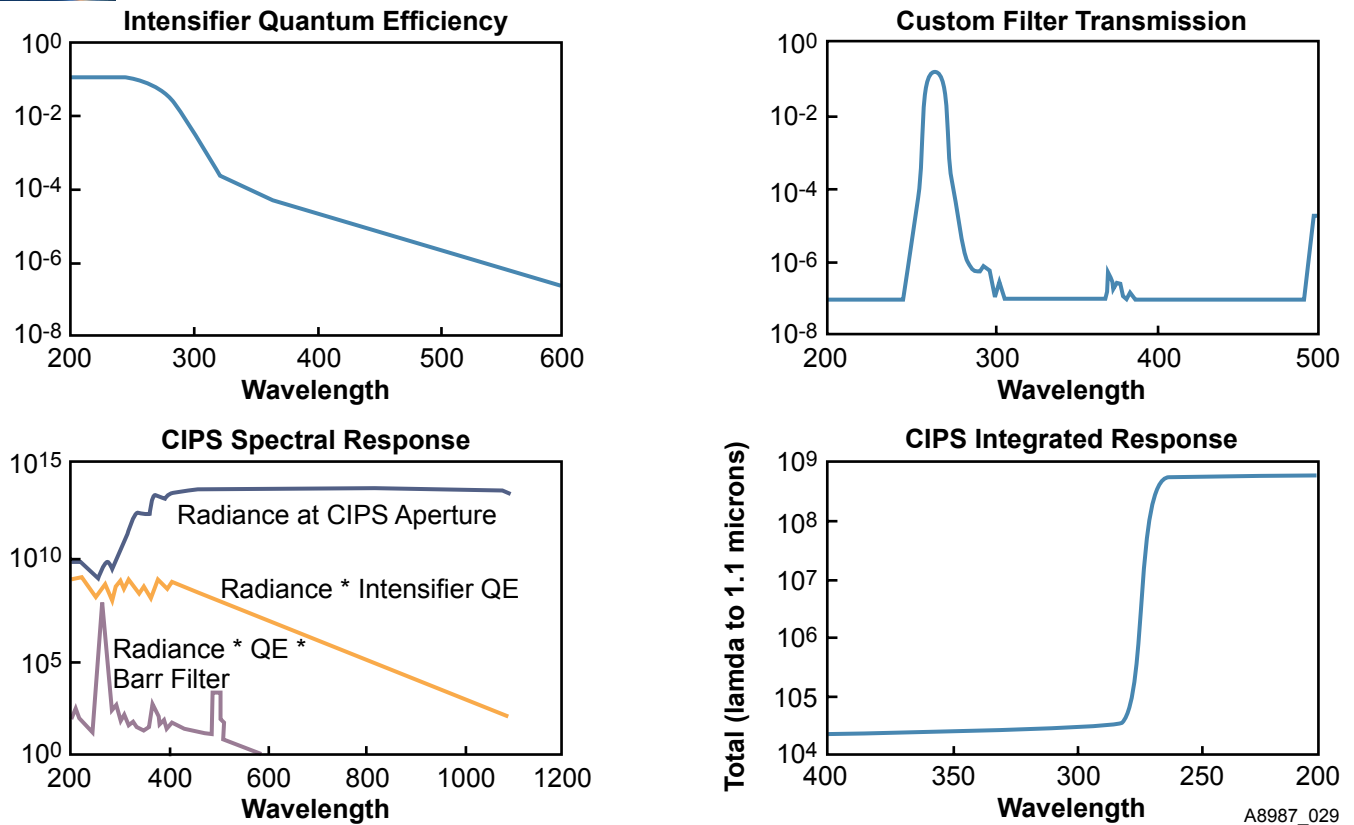 Intensifier Quantum Efficiency
10^0
10^-2
10^-4
10^-6
10^-8
200 300 400 500 600
Wavelength
Custom Filter Transmission
10^0
10^-2
10^-4
10^-6
10^-8
200 300 400 500
Wavelength
CIPS Spectral Response
10^15
10^10
10^5
10^0
Radiance at CIPS Aperture
Radiance * Intensifier QE
Radiance * QE *
Barr Filter
200 400 600 800 1000 1200
Wavelength
CIPS Integrated Response
Total (lamda to 1.1 microns)
10^9
10^8
10^7
10^6
10^5
10^4
400 350 300 250 200
Wavelength
A8987_029